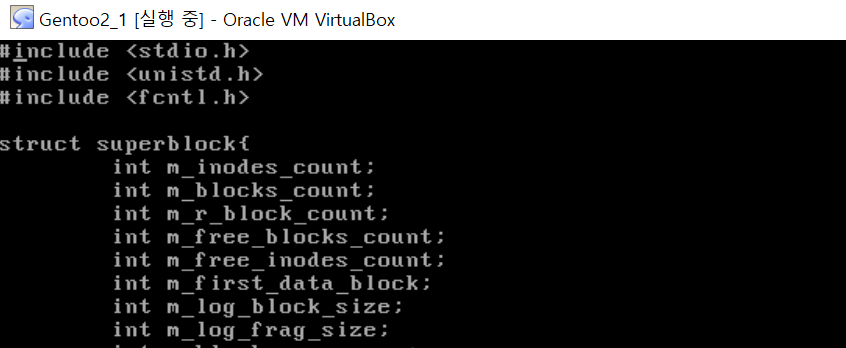 Gentoo2_1 [실행 중] - Oracle VM VirtualBox
#include <stdio.h>
#include <unistd.h>
#include <fcntl.h>
struct superblock{
int m_inodes_count;
int m_blocks_count;
int m_r_block_count;
int m_free_blocks_count;
int m_free_inodes_count;
int m_first_data_block;
int m_log_block_size;
int m_log_frag_size;